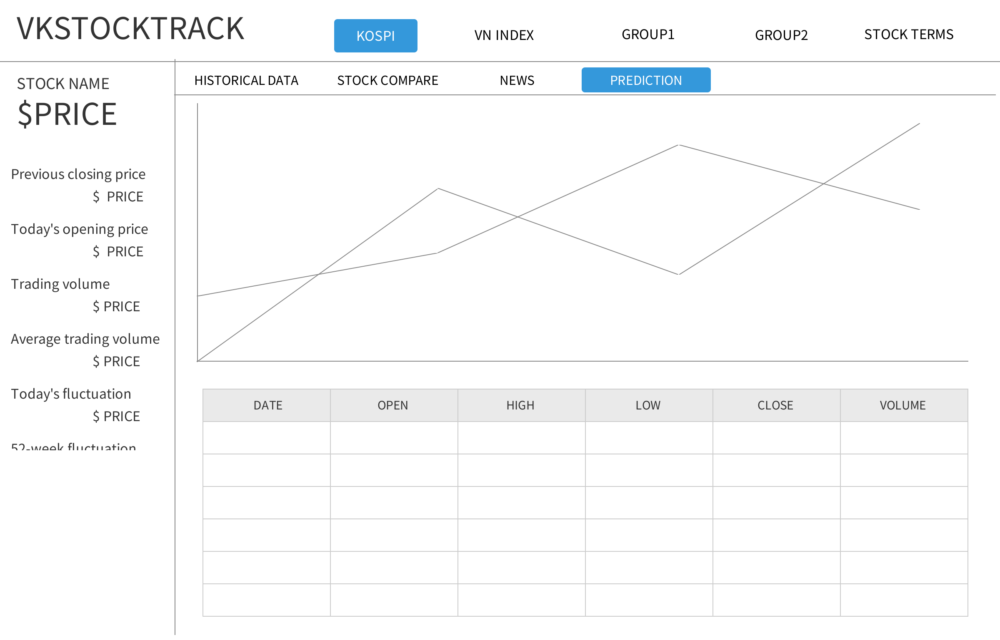 VKSTOCKTRACK
KOSPI VN INDEX GROUP1 GROUP2 STOCK TERMS
HISTORICAL DATA STOCK COMPARE NEWS PREDICTION
STOCK NAME
$PRICE
Previous closing price
$ PRICE
Today's opening price
$ PRICE
Trading volume
$ PRICE
Average trading volume
$ PRICE
Today's fluctuation
$ PRICE
52-week fluctuation
DATE OPEN HIGH LOW CLOSE VOLUME